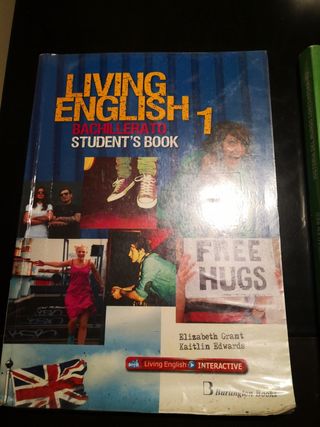 LIVING
ENGLISH 1
BACHILLERATO
STUDENT'S BOOK
FREE
HUGS
Elizabeth Grant
Kaitlin Edwards
Living English INTERACTIVE
B Burlington Books